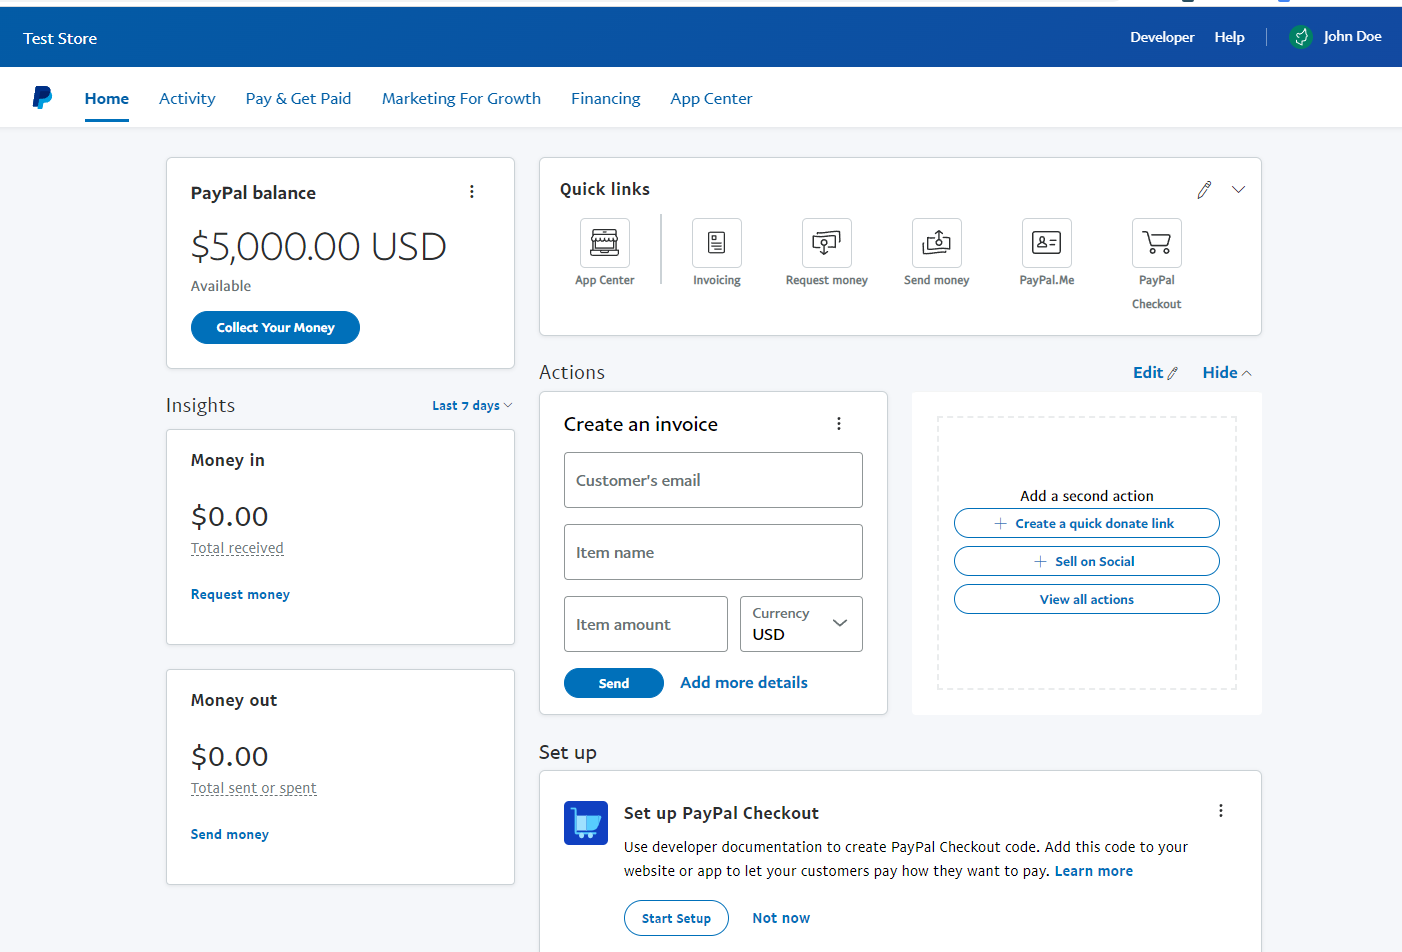 Test Store
Developer Help John Doe
Home Activity Pay & Get Paid Marketing For Growth Financing App Center
PayPal balance
$5,000.00 USD
Available
Collect Your Money
Quick links
App Center Invoicing Request money Send money PayPal.Me PayPal
Checkout
Insights
Last 7 days
Money in
$0.00
Total received
Request money
Money out
$0.00
Total sent or spent
Send money
Actions
Edit Hide
Create an invoice
Customer's email
Item name
Item amount
Currency
USD
Send Add more details
Add a second action
Create a quick donate link
Sell on Social
View all actions
Set up
Set up PayPal Checkout
Use developer documentation to create PayPal Checkout code. Add this code to your
website or app to let your customers pay how they want to pay. Learn more
Start Setup Not now